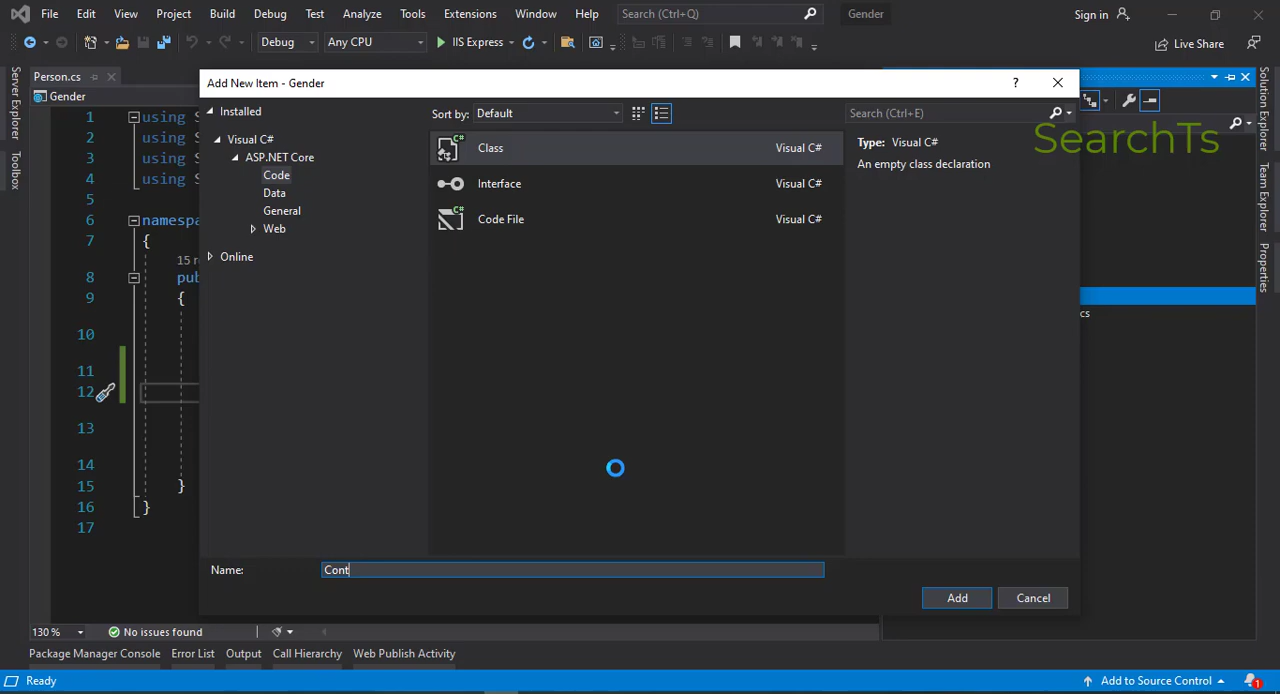 File Edit View Project Build Debug Test Analyze Tools Extensions Window Help Search (Ctrl+Q) Gender Sign in
Debug Any CPU IIS Express Live Share
Person.cs
Gender
Server Explorer
Toolbox
Solution Explorer
Team Explorer
Properties
Add New Item - Gender ?
Installed
Visual C#
ASP.NET Core
Code
Data
General
Web
Online
Sort by: Default
Search (Ctrl+E)
Class Visual C#
Interface Visual C#
Code File Visual C#
Type: Visual C#
An empty class declaration
SearchTs
1 using S
2 using S
3 using S
4 using S
5
6 namespa
7 {
15 r
8 pub
9 {
10
11
12
13
14
15 }
16 }
17
cs
Name: Cont
Add Cancel
130 % No issues found
Package Manager Console Error List Output Call Hierarchy Web Publish Activity
Ready Add to Source Control 1